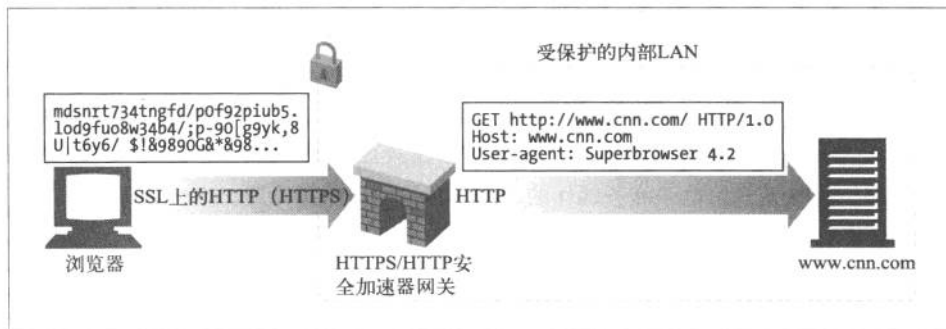 受保护的内部LAN
mdsnrt734tngfd/pOf92piub5.
lod9fuo8w34b4/;p-90[g9yk,8
U|t6y6/ $!&9890G&*&98...
GET http://www.cnn.com/ HTTP/1.0
Host: www.cnn.com
User-agent: Superbrowser 4.2
SSL上的HTTP（HTTPS）
HTTP
浏览器
HTTPS/HTTP安
全加速器网关
www.cnn.com